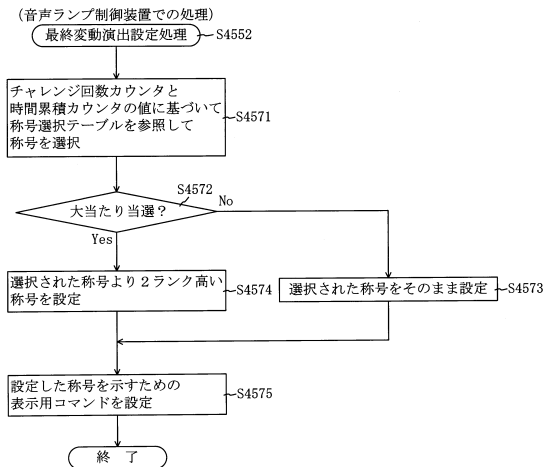 (音声ランプ制御装置での処理)
最終変動演出設定処理
S4552
チャレンジ回数カウンタと
時間累積カウンタの値に基づいて
称号選択テーブルを参照して
称号を選択
S4571
S4572
大当たり当選？
No
Yes
選択された称号より２ランク高い
称号を設定
S4574
選択された称号をそのまま設定
S4573
設定した称号を示すための
表示用コマンドを設定
S4575
終 了